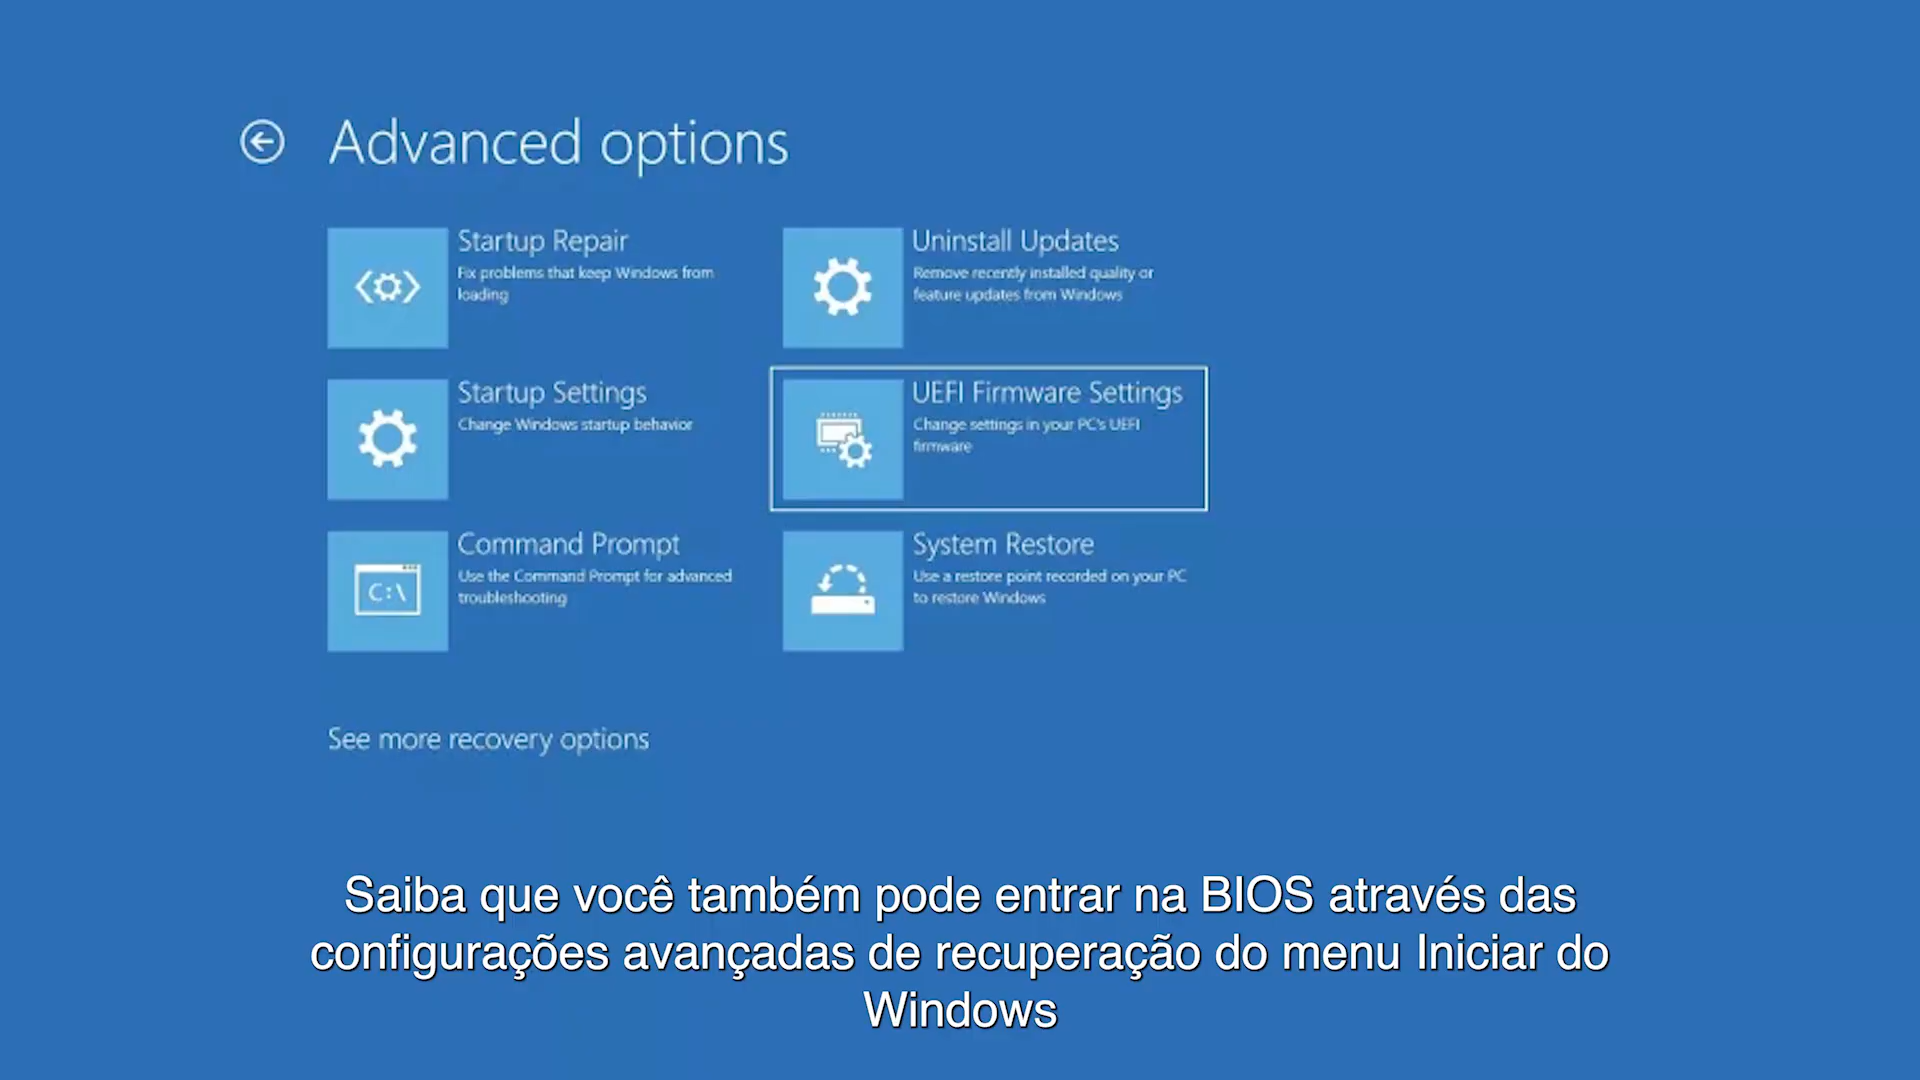 Advanced options
Startup Repair
Fix problems that keep Windows from
loading
Uninstall Updates
Remove recently installed quality or
feature updates from Windows
Startup Settings
Change Windows startup behavior
UEFI Firmware Settings
Change settings in your PC's UEFI
firmware
Command Prompt
Use the Command Prompt for advanced
troubleshooting
C:\
System Restore
Use a restore point recorded on your PC
to restore Windows
See more recovery options
Saiba que você também pode entrar na BIOS através das
configurações avançadas de recuperação do menu Iniciar do
Windows